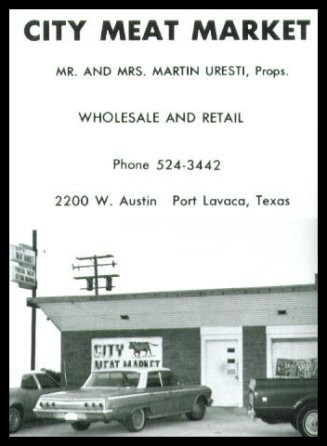 CITY MEAT MARKET
MR. AND MRS. MARTIN URESTI, Props.
WHOLESALE AND RETAIL
Phone 524-3442
2200 W. Austin Port Lavaca, Texas
CITY
MEAT MARKET